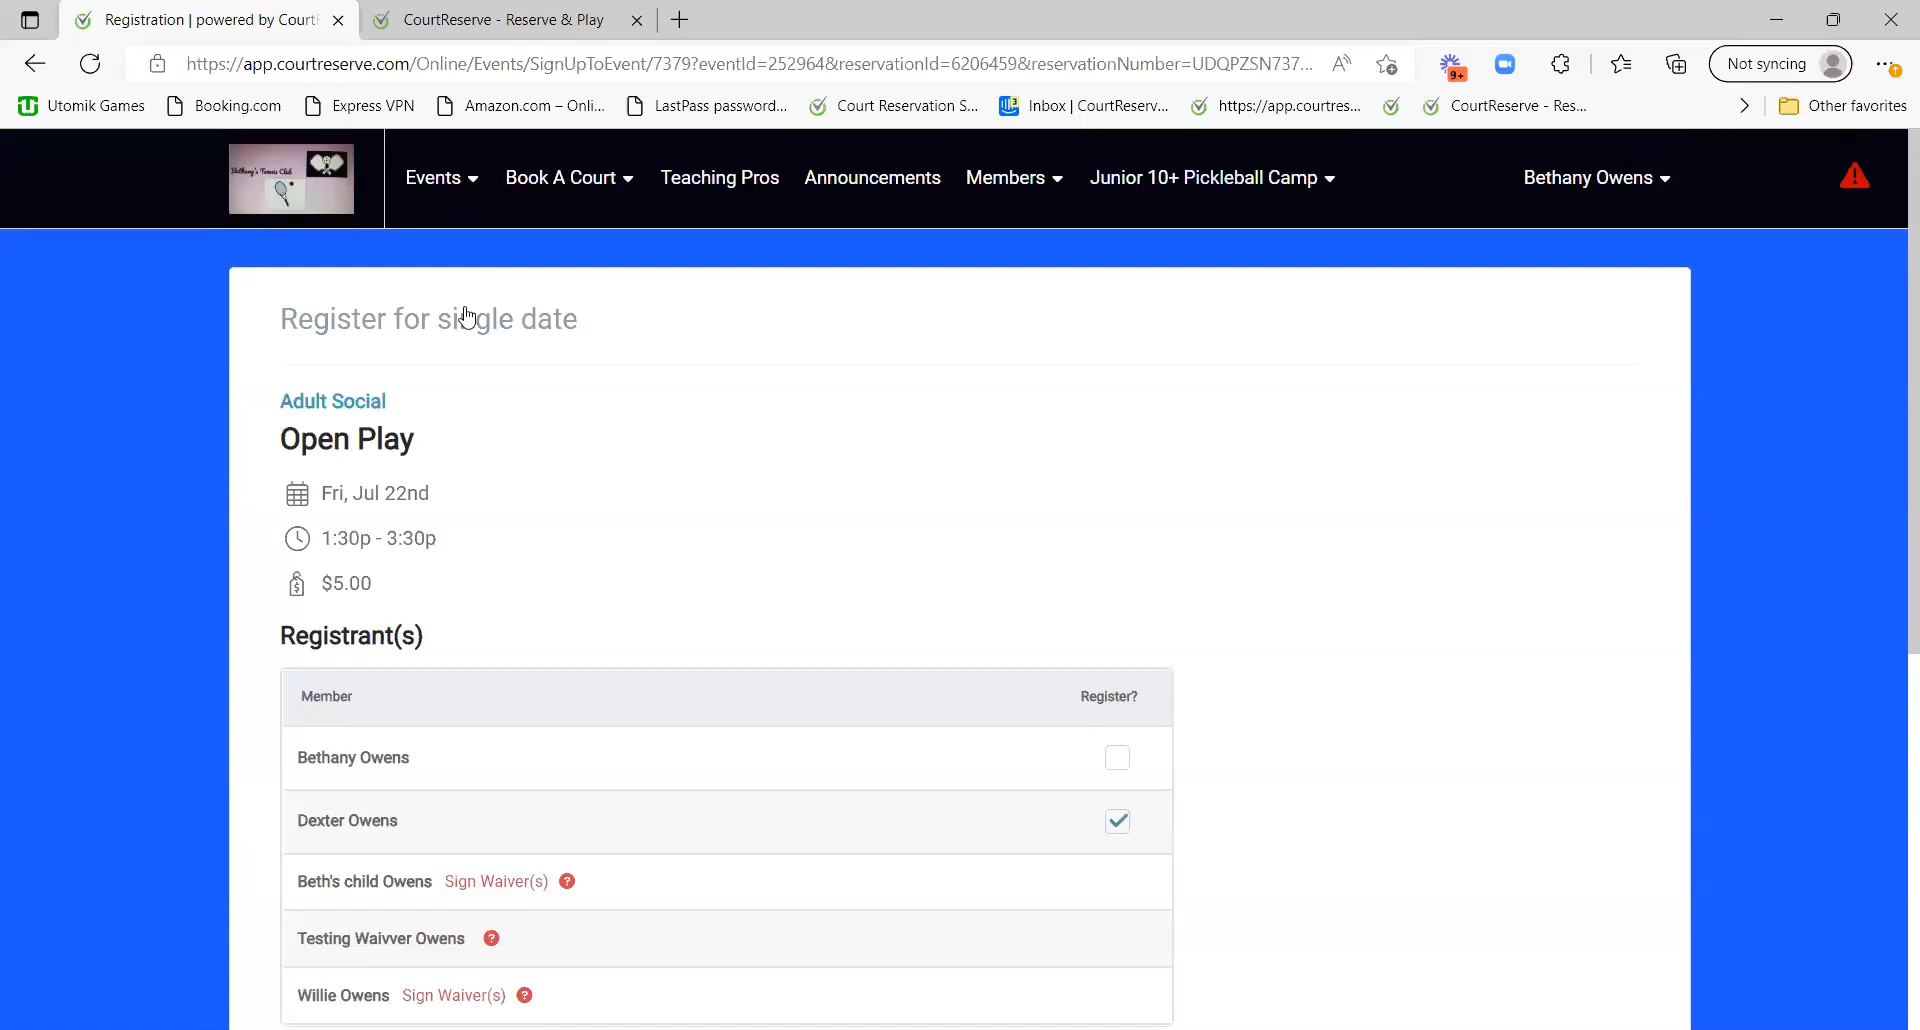 Registration | powered by Court
CourtReserve - Reserve & Play
https://app.courtreserve.com/Online/Events/SignUpToEvent/7379?eventId=252964&reservationId=6206459&reservationNumber=UDQPZSN737...
9+
Not syncing
Utomik Games
Booking.com
Express VPN
Amazon.com – Onli...
LastPass password...
Court Reservation S...
Inbox | CourtReserv...
https://app.courtres...
CourtReserve - Res...
Other favorites
Bethany's Tennis Club
Events
Book A Court
Teaching Pros
Announcements
Members
Junior 10+ Pickleball Camp
Bethany Owens
Register for single date
Adult Social
Open Play
Fri, Jul 22nd
1:30p - 3:30p
$5.00
Registrant(s)
Member Register?
Bethany Owens
Dexter Owens
Beth's child Owens Sign Waiver(s) ?
Testing Waivver Owens ?
Willie Owens Sign Waiver(s) ?